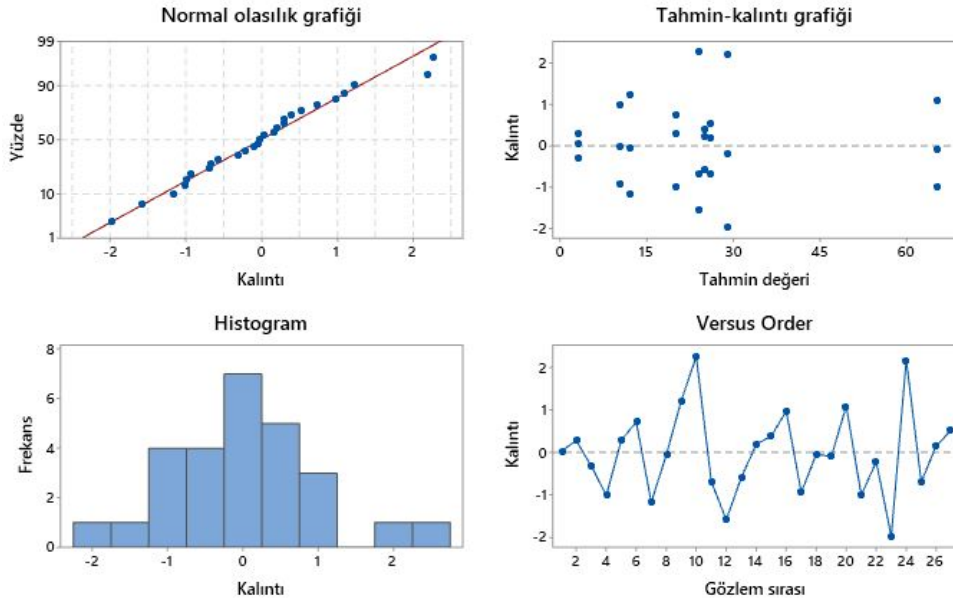 Normal olasılık grafiği
99
90
50
10
1
Yüzde
-2 -1 0 1 2
Kalıntı
Tahmin-kalıntı grafiği
2
1
0
-1
-2
Kalıntı
0 15 30 45 60
Tahmin değeri
Histogram
8
6
4
2
0
Frekans
-2 -1 0 1 2
Kalıntı
Versus Order
2
1
0
-1
-2
Kalıntı
2 4 6 8 10 12 14 16 18 20 22 24 26
Gözlem sırası